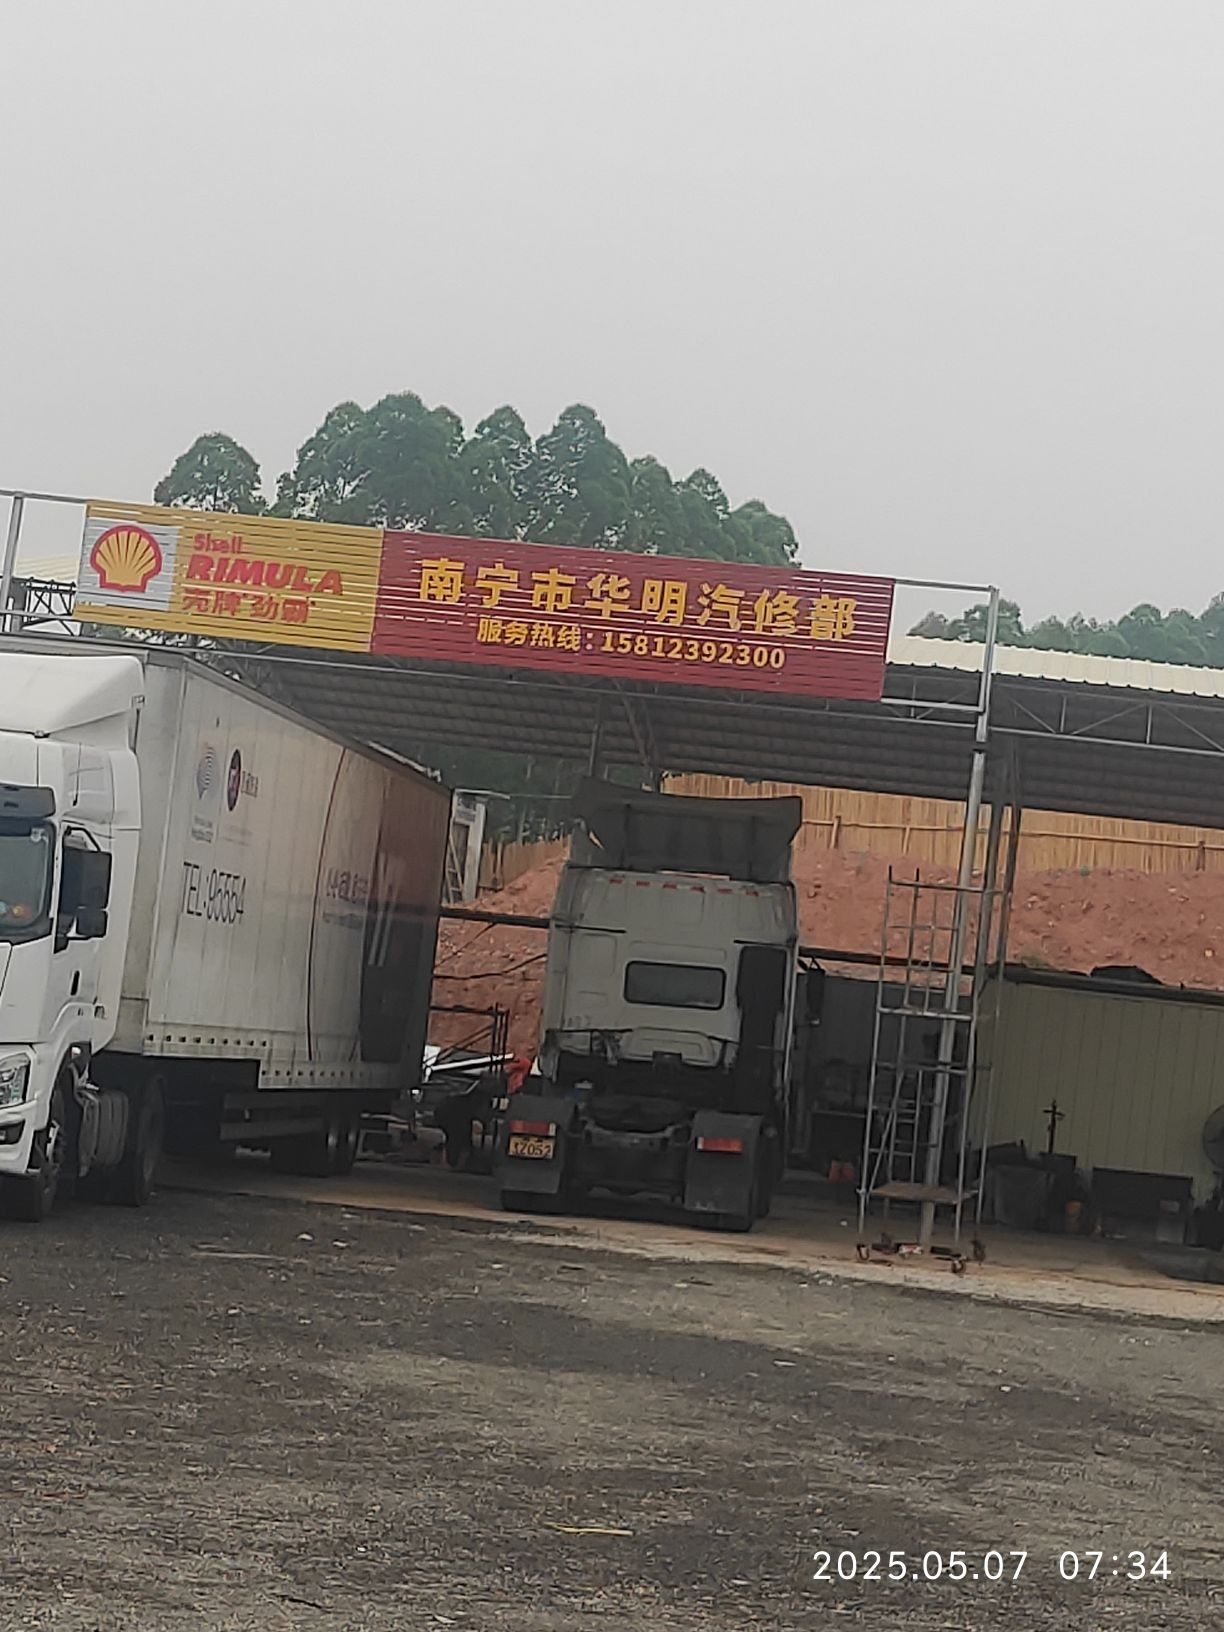 Shell
RIMULA
壳牌 劲霸
南宁市华明汽修部
服务热线：15812392300
TEL:95554
2025.05.07 07:34